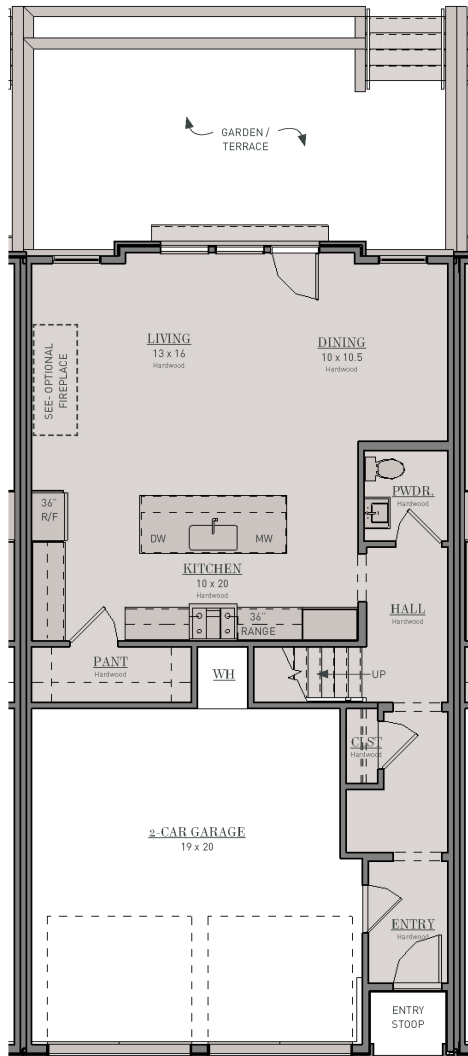 GARDEN /
TERRACE
LIVING
13 x 16
Hardwood
DINING
10 x 10.5
Hardwood
SEE- OPTIONAL
FIREPLACE
36"
R/F
PWDR.
Hardwood
DW
MW
KITCHEN
10 x 20
Hardwood
36"
RANGE
HALL
Hardwood
PANT
Hardwood
WH
UP
CLST
Hardwood
2-CAR GARAGE
19 x 20
ENTRY
Hardwood
ENTRY
STOOP